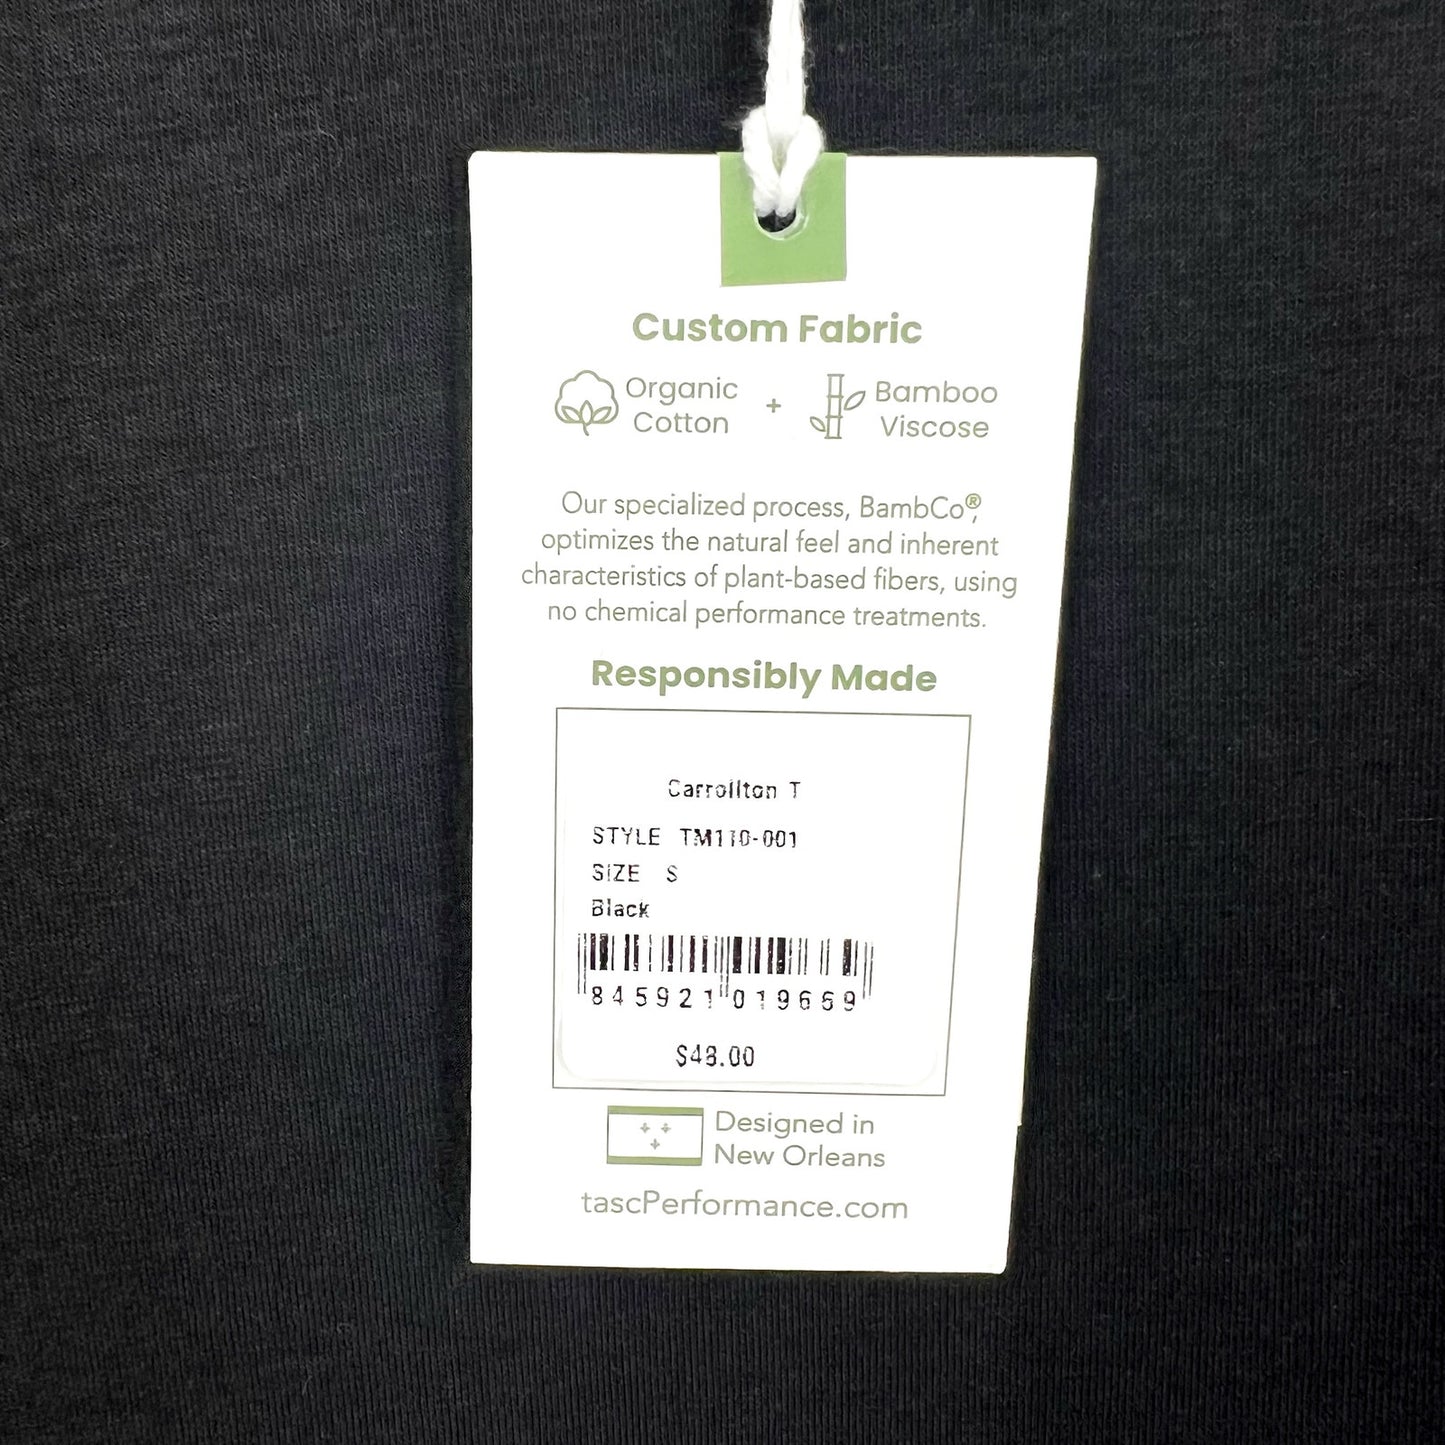 Custom Fabric
Organic
Cotton
+
Bamboo
Viscose
Our specialized process, BambCo®,
optimizes the natural feel and inherent
characteristics of plant-based fibers, using
no chemical performance treatments.
Responsibly Made
Carrollton T
STYLE TM110-001
SIZE S
Black
845921 019669
$48.00
Designed in
New Orleans
tascPerformance.com